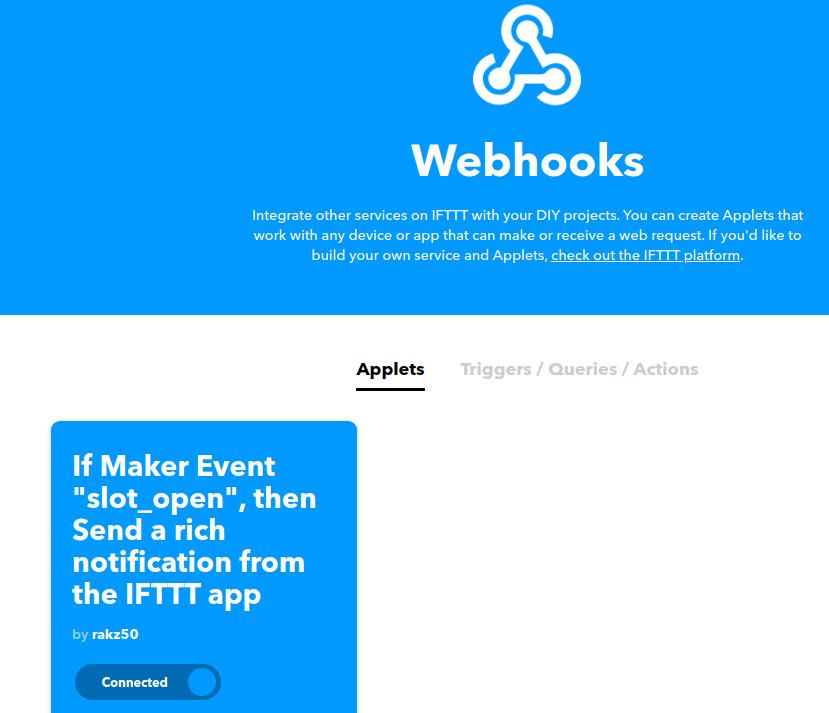 Webhooks
Integrate other services on IFTTT with your DIY projects. You can create Applets that
work with any device or app that can make or receive a web request. If you'd like to
build your own service and Applets, check out the IFTTT platform.
Applets Triggers / Queries / Actions
If Maker Event
"slot_open", then
Send a rich
notification from
the IFTTT app
by rakz50
Connected